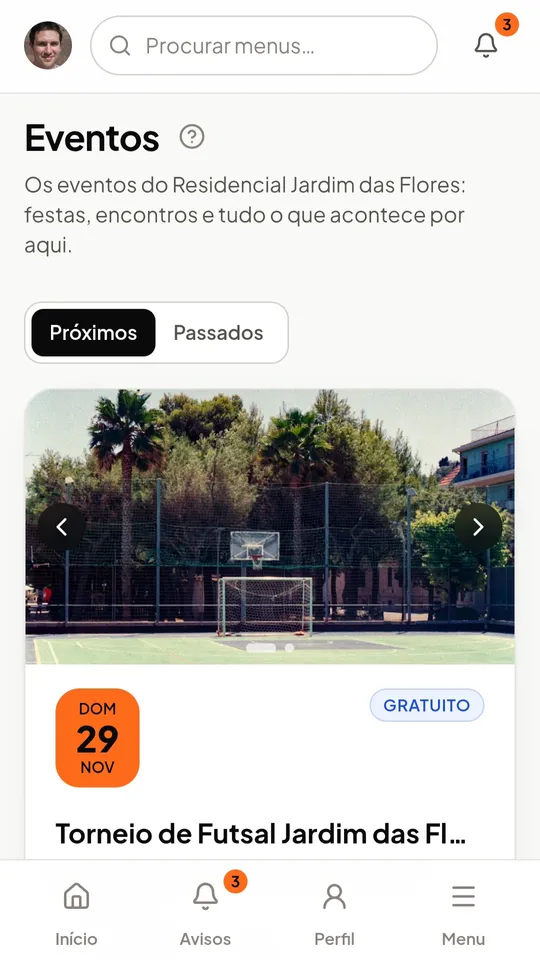 Procurar menus...
3
Eventos
Os eventos do Residencial Jardim das Flores:
festas, encontros e tudo o que acontece por
aqui.
Próximos
Passados
DOM
29
NOV
GRATUITO
Torneio de Futsal Jardim das Fl...
3
Início
Avisos
Perfil
Menu